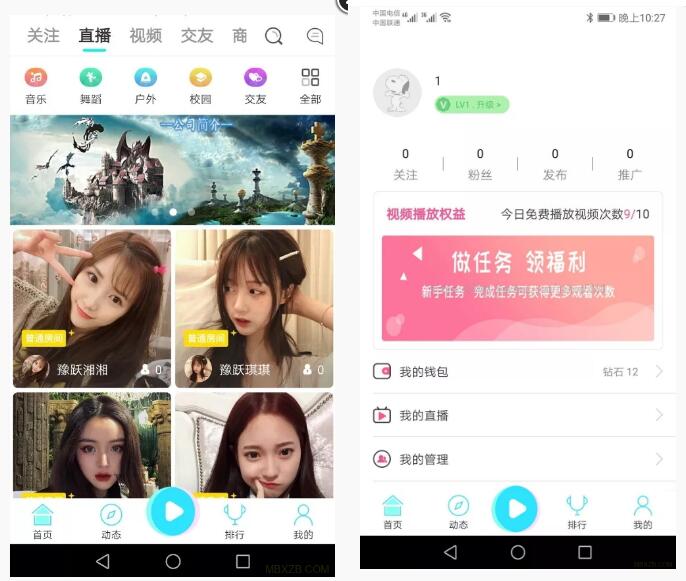 关注 直播 视频 交友 商
音乐 舞蹈 户外 校园 交友 全部
公司简介
普通房间
豫跃湘湘 0
普通房间
豫跃琪琪 0
首页 动态 排行 我的
MBXZB.COM
中国电信
中国联通
晚上10:27
1
LV1 . 升级 >
0 0 0 0
关注 粉丝 发布 推广
视频播放权益 今日免费播放视频次数9/10
做任务 领福利
新手任务 完成任务可获得更多观看次数
我的钱包 钻石 12
我的直播
我的管理
首页 动态 排行 我的
MBXZB.COM